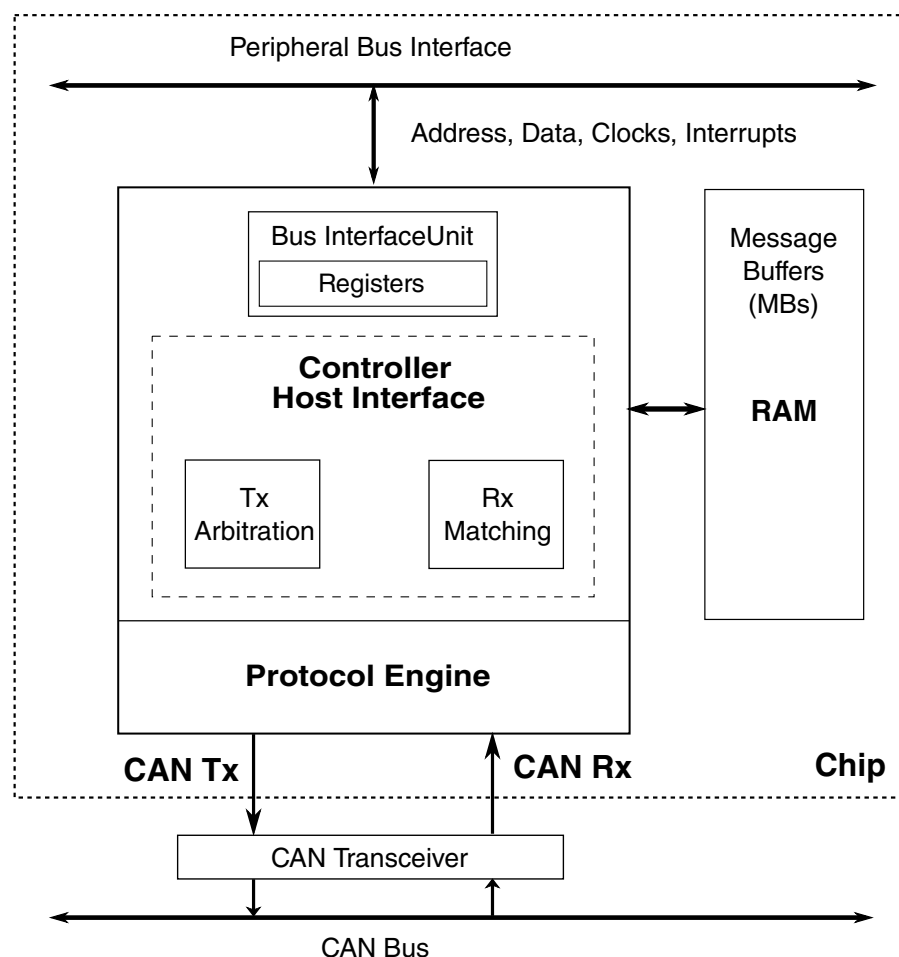 Peripheral Bus Interface
Address, Data, Clocks, Interrupts
Bus InterfaceUnit
Registers
Message
Buffers
(MBs)
Controller
Host Interface
RAM
Tx
Arbitration
Rx
Matching
Protocol Engine
CAN Tx
CAN Rx
Chip
CAN Transceiver
CAN Bus